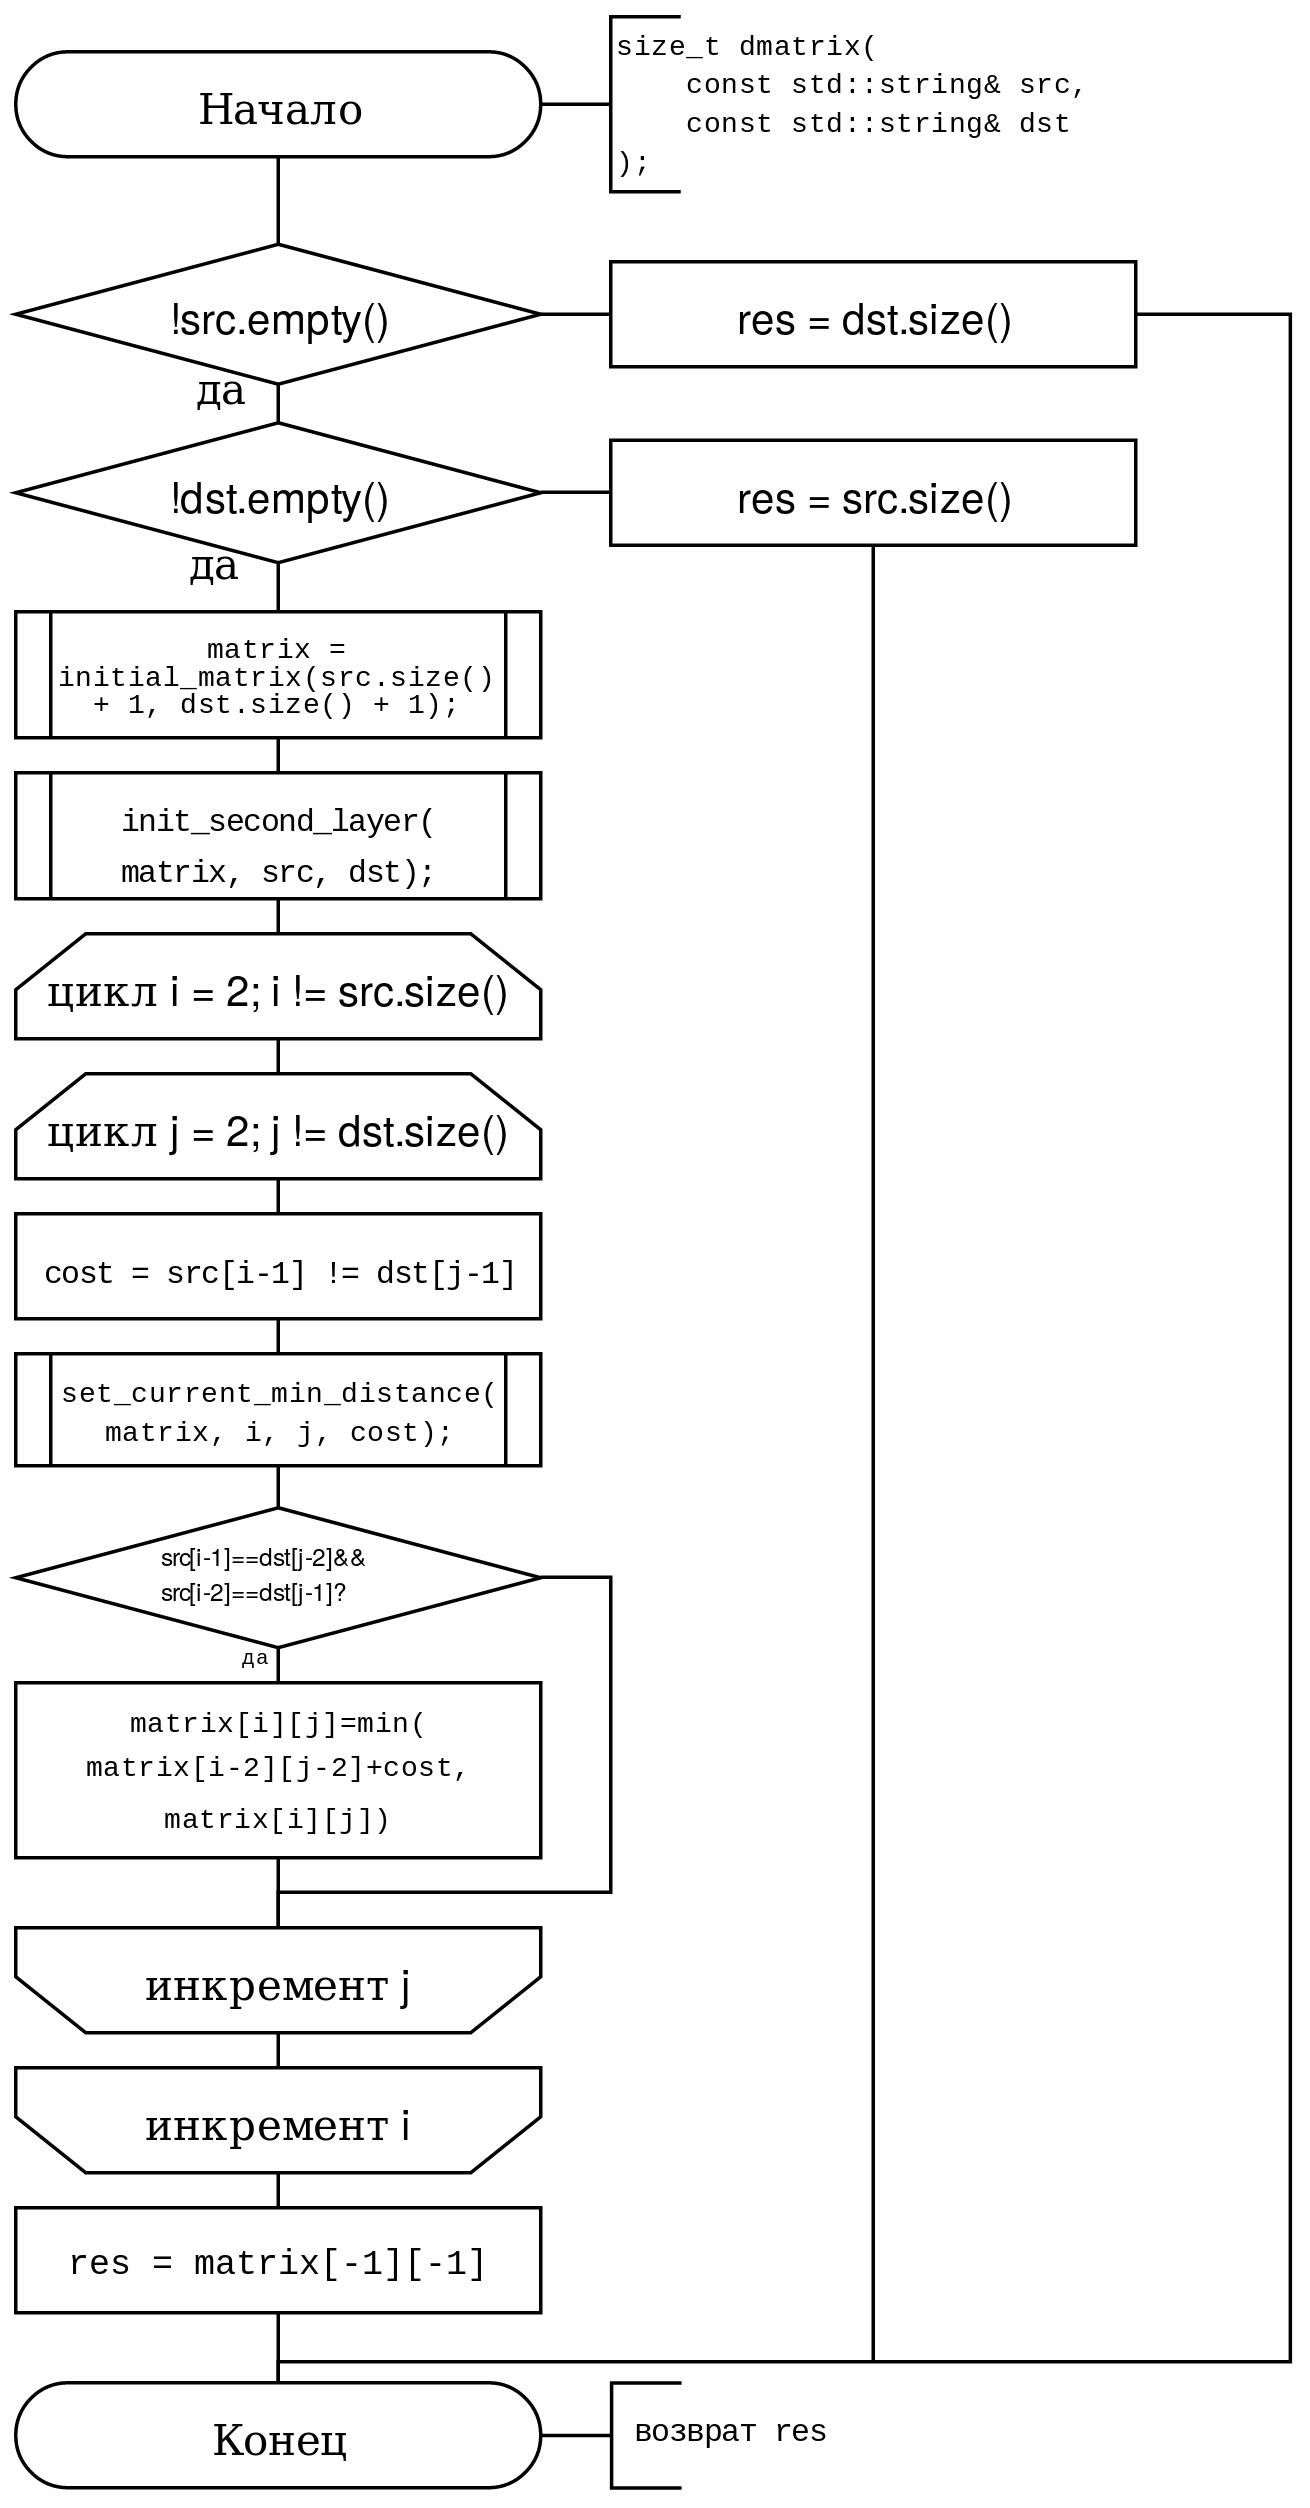 Начало
size_t dmatrix(
const std::string& src,
const std::string& dst
);
!src.empty()
res = dst.size()
да
!dst.empty()
res = src.size()
да
matrix =
initial_matrix(src.size()
+ 1, dst.size() + 1);
init_second_layer(
matrix, src, dst);
цикл i = 2; i != src.size()
цикл j = 2; j != dst.size()
cost = src[i-1] != dst[j-1]
set_current_min_distance(
matrix, i, j, cost);
src[i-1]==dst[j-2]&&
src[i-2]==dst[j-1]?
да
matrix[i][j]=min(
matrix[i-2][j-2]+cost,
matrix[i][j])
инкремент j
инкремент i
res = matrix[-1][-1]
Конец
возврат res